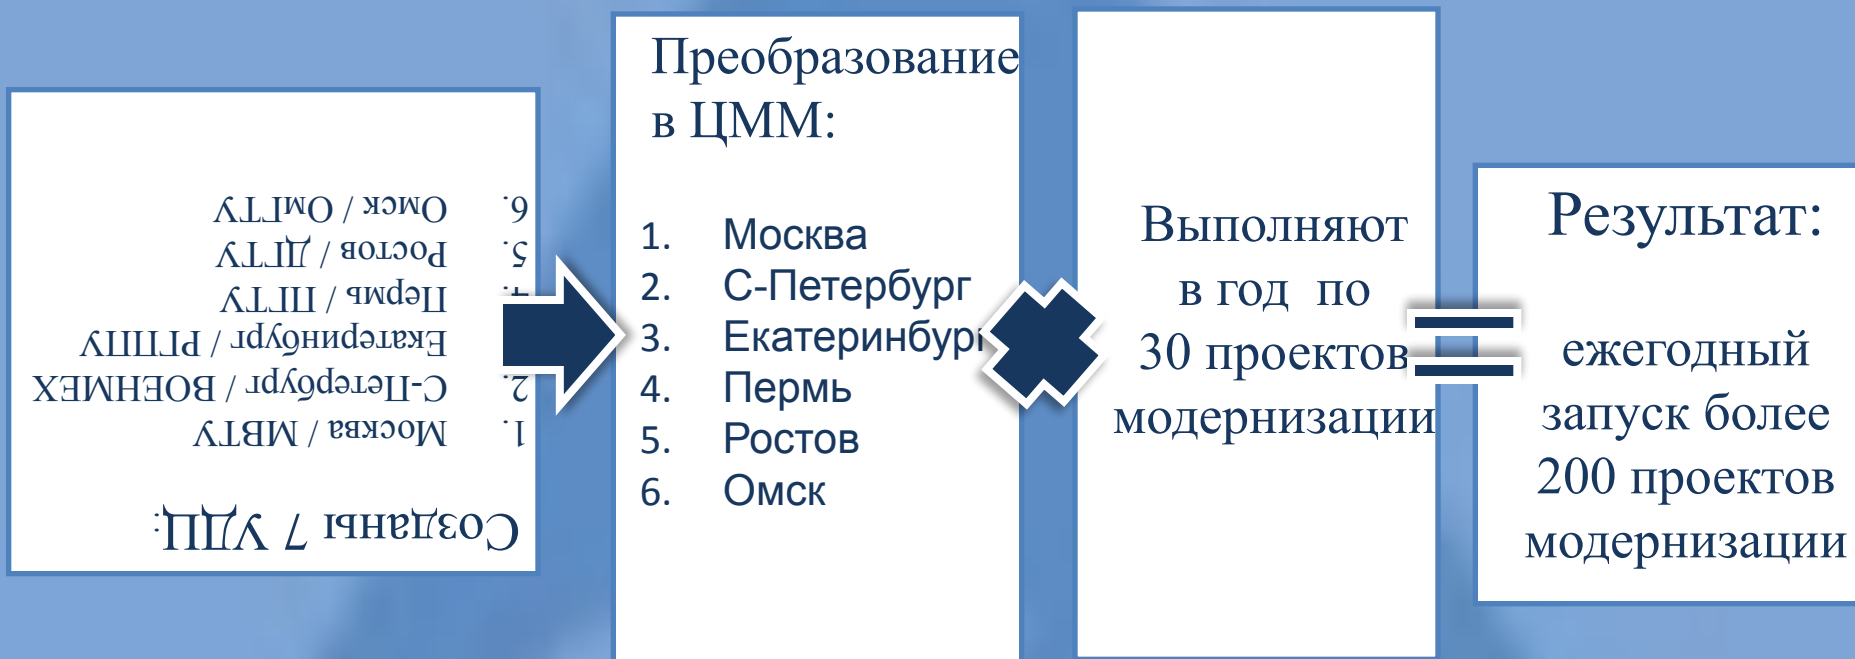 Созданы 7 УДЦ:
1. Москва / МВТУ
2. С-Петербург / ВОЕНМЕХ
Екатеринбург / РГППУ
4. Пермь / ПГТУ
5. Ростов / ДГТУ
6. Омск / ОмГТУ
Преобразование
в ЦММ:
1. Москва
2. С-Петербург
3. Екатеринбург
4. Пермь
5. Ростов
6. Омск
Выполняют
в год по
30 проектов
модернизации
Результат:
ежегодный
запуск более
200 проектов
модернизации